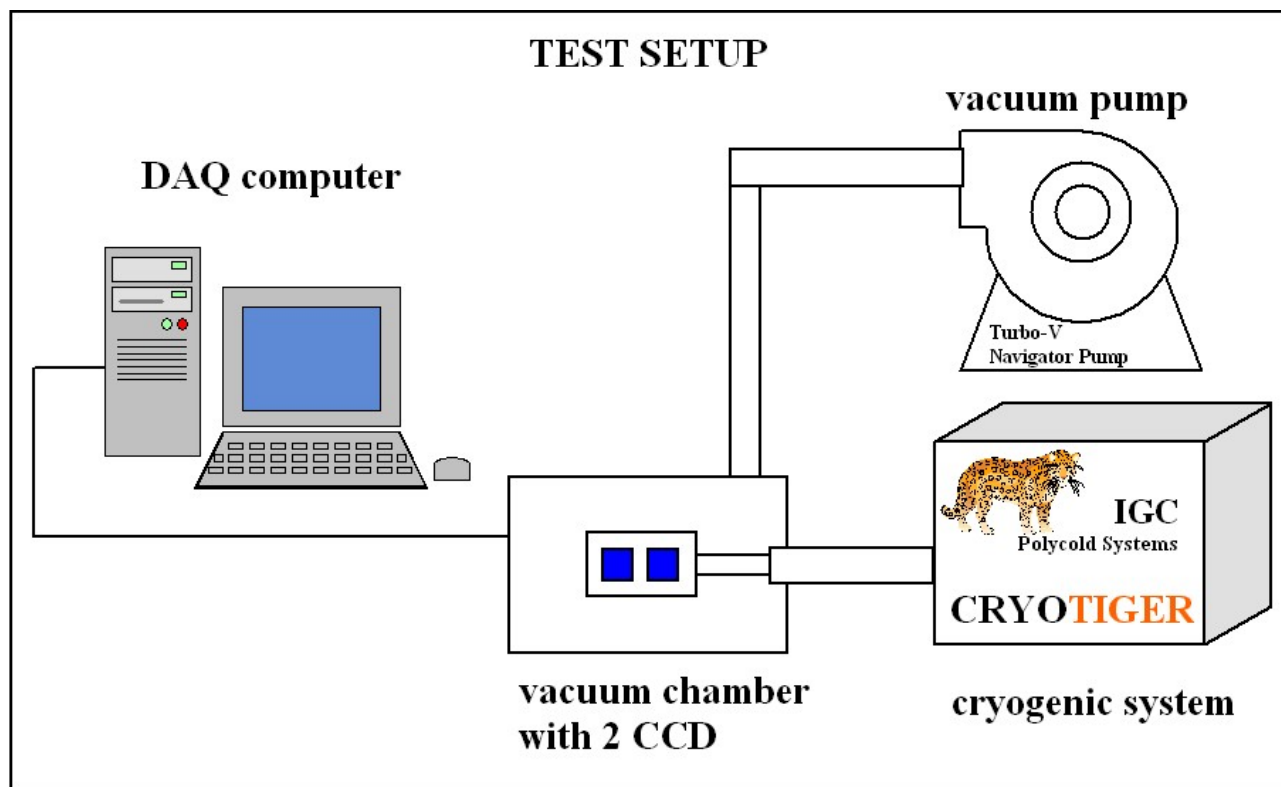 TEST SETUP
vacuum pump
DAQ computer
Turbo-V
Navigator Pump
IGC
Polycold Systems
CRYOTIGER
vacuum chamber
with 2 CCD
cryogenic system